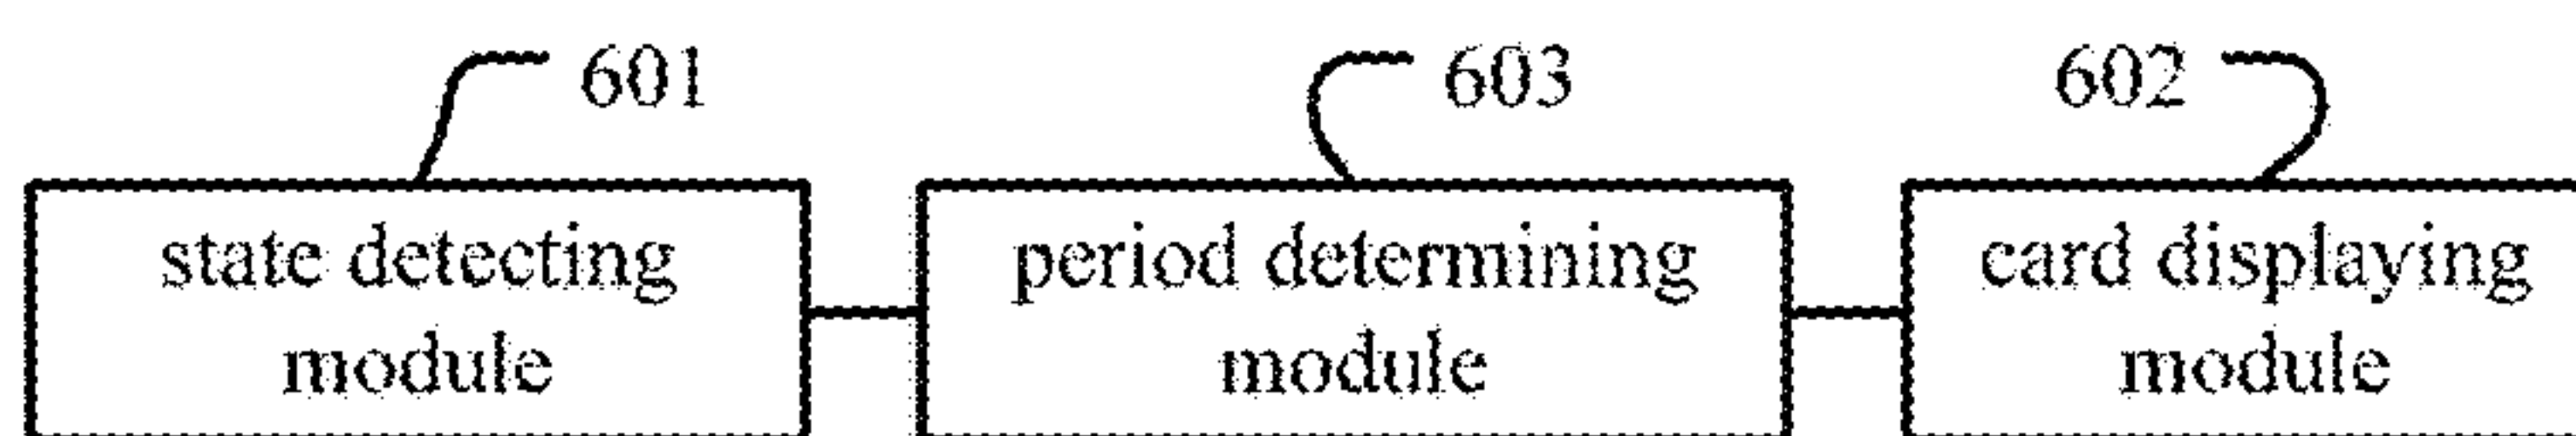 601
603
602
state detecting
module
period determining
module
card displaying
module